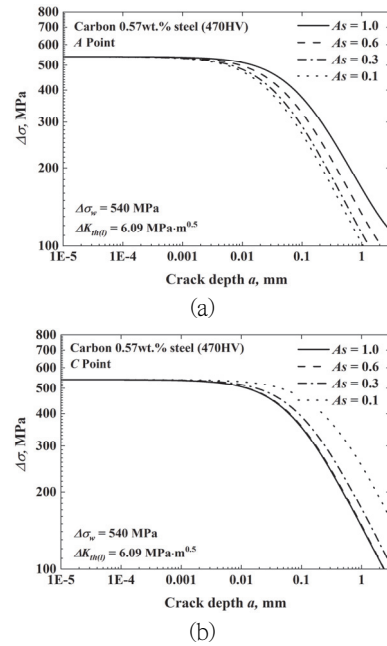 Carbon 0.57wt.% steel (470HV)
A Point
As = 1.0
As = 0.6
As = 0.3
As = 0.1
800
700
600
500
400
300
200
100
Δσ, MPa
Δσw = 540 MPa
ΔKth(l) = 6.09 MPa·m0.5
1E-5 1E-4 0.001 0.01 0.1 1
Crack depth a, mm
(a)
Carbon 0.57wt.% steel (470HV)
C Point
As = 1.0
As = 0.6
As = 0.3
As = 0.1
800
700
600
500
400
300
200
100
Δσ, MPa
Δσw = 540 MPa
ΔKth(l) = 6.09 MPa·m0.5
1E-5 1E-4 0.001 0.01 0.1 1
Crack depth a, mm
(b)